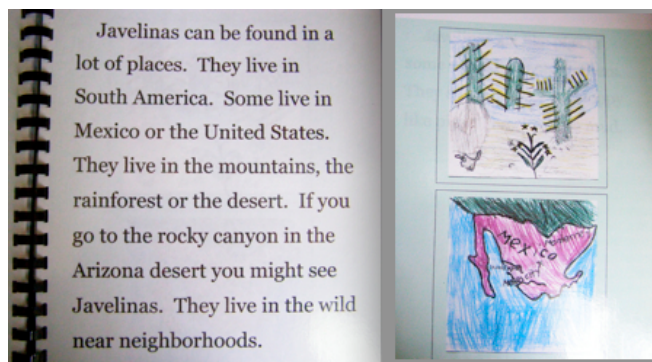 Javelinas can be found in a
lot of places. They live in
South America. Some live in
Mexico or the United States.
They live in the mountains, the
rainforest or the desert. If you
go to the rocky canyon in the
Arizona desert you might see
Javelinas. They live in the wild
near neighborhoods.
Mexico